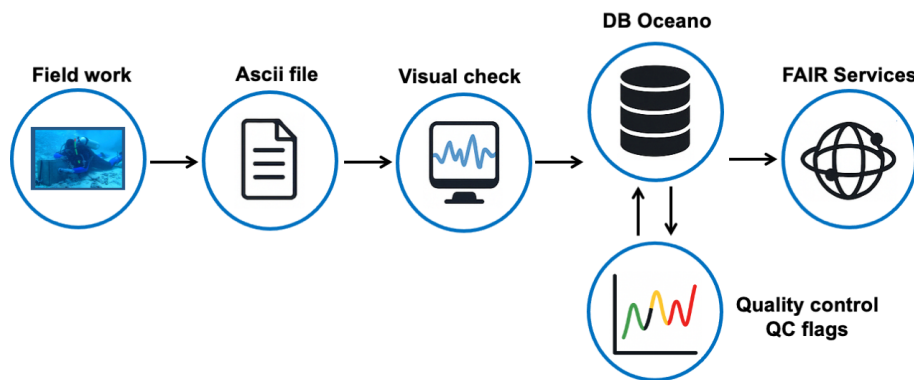 Field work
Ascii file
Visual check
DB Oceano
FAIR Services
Quality control
QC flags